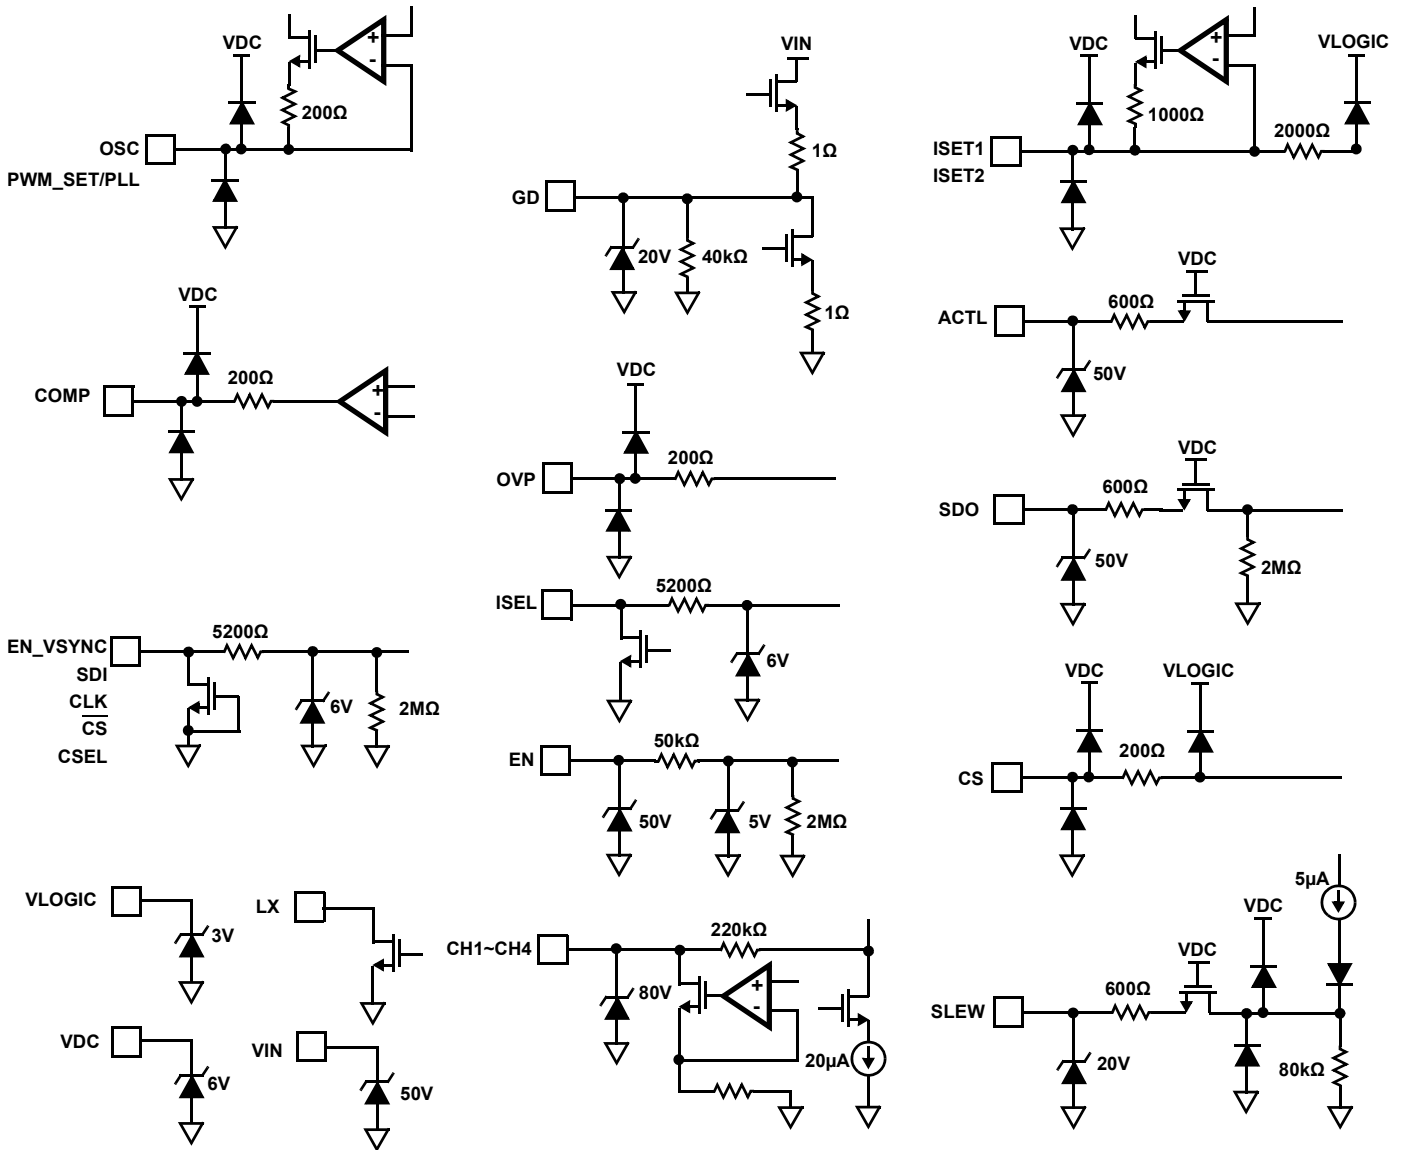 VDC
+
-
200Ω
OSC
PWM_SET/PLL
VIN
1Ω
GD
20V
40kΩ
1Ω
VDC
+
-
VLOGIC
1000Ω
2000Ω
ISET1
ISET2
VDC
600Ω
ACTL
50V
VDC
200Ω
COMP
+
-
VDC
200Ω
OVP
VDC
600Ω
SDO
50V
2MΩ
ISEL
5200Ω
6V
EN_VSYNC
5200Ω
SDI
CLK
CS
CSEL
6V
2MΩ
EN
50kΩ
50V
5V
2MΩ
VDC
VLOGIC
200Ω
CS
VLOGIC
3V
LX
VDC
6V
VIN
50V
CH1~CH4
220kΩ
80V
+
-
20µA
5µA
VDC
VDC
600Ω
SLEW
20V
80kΩ